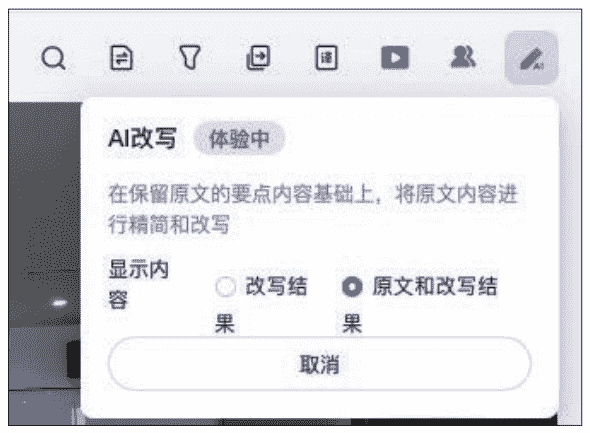 译
AI
AI改写 体验中
在保留原文的要点内容基础上，将原文内容进
行精简和改写
显示内 改写结 原文和改写结
容 果 果
取消